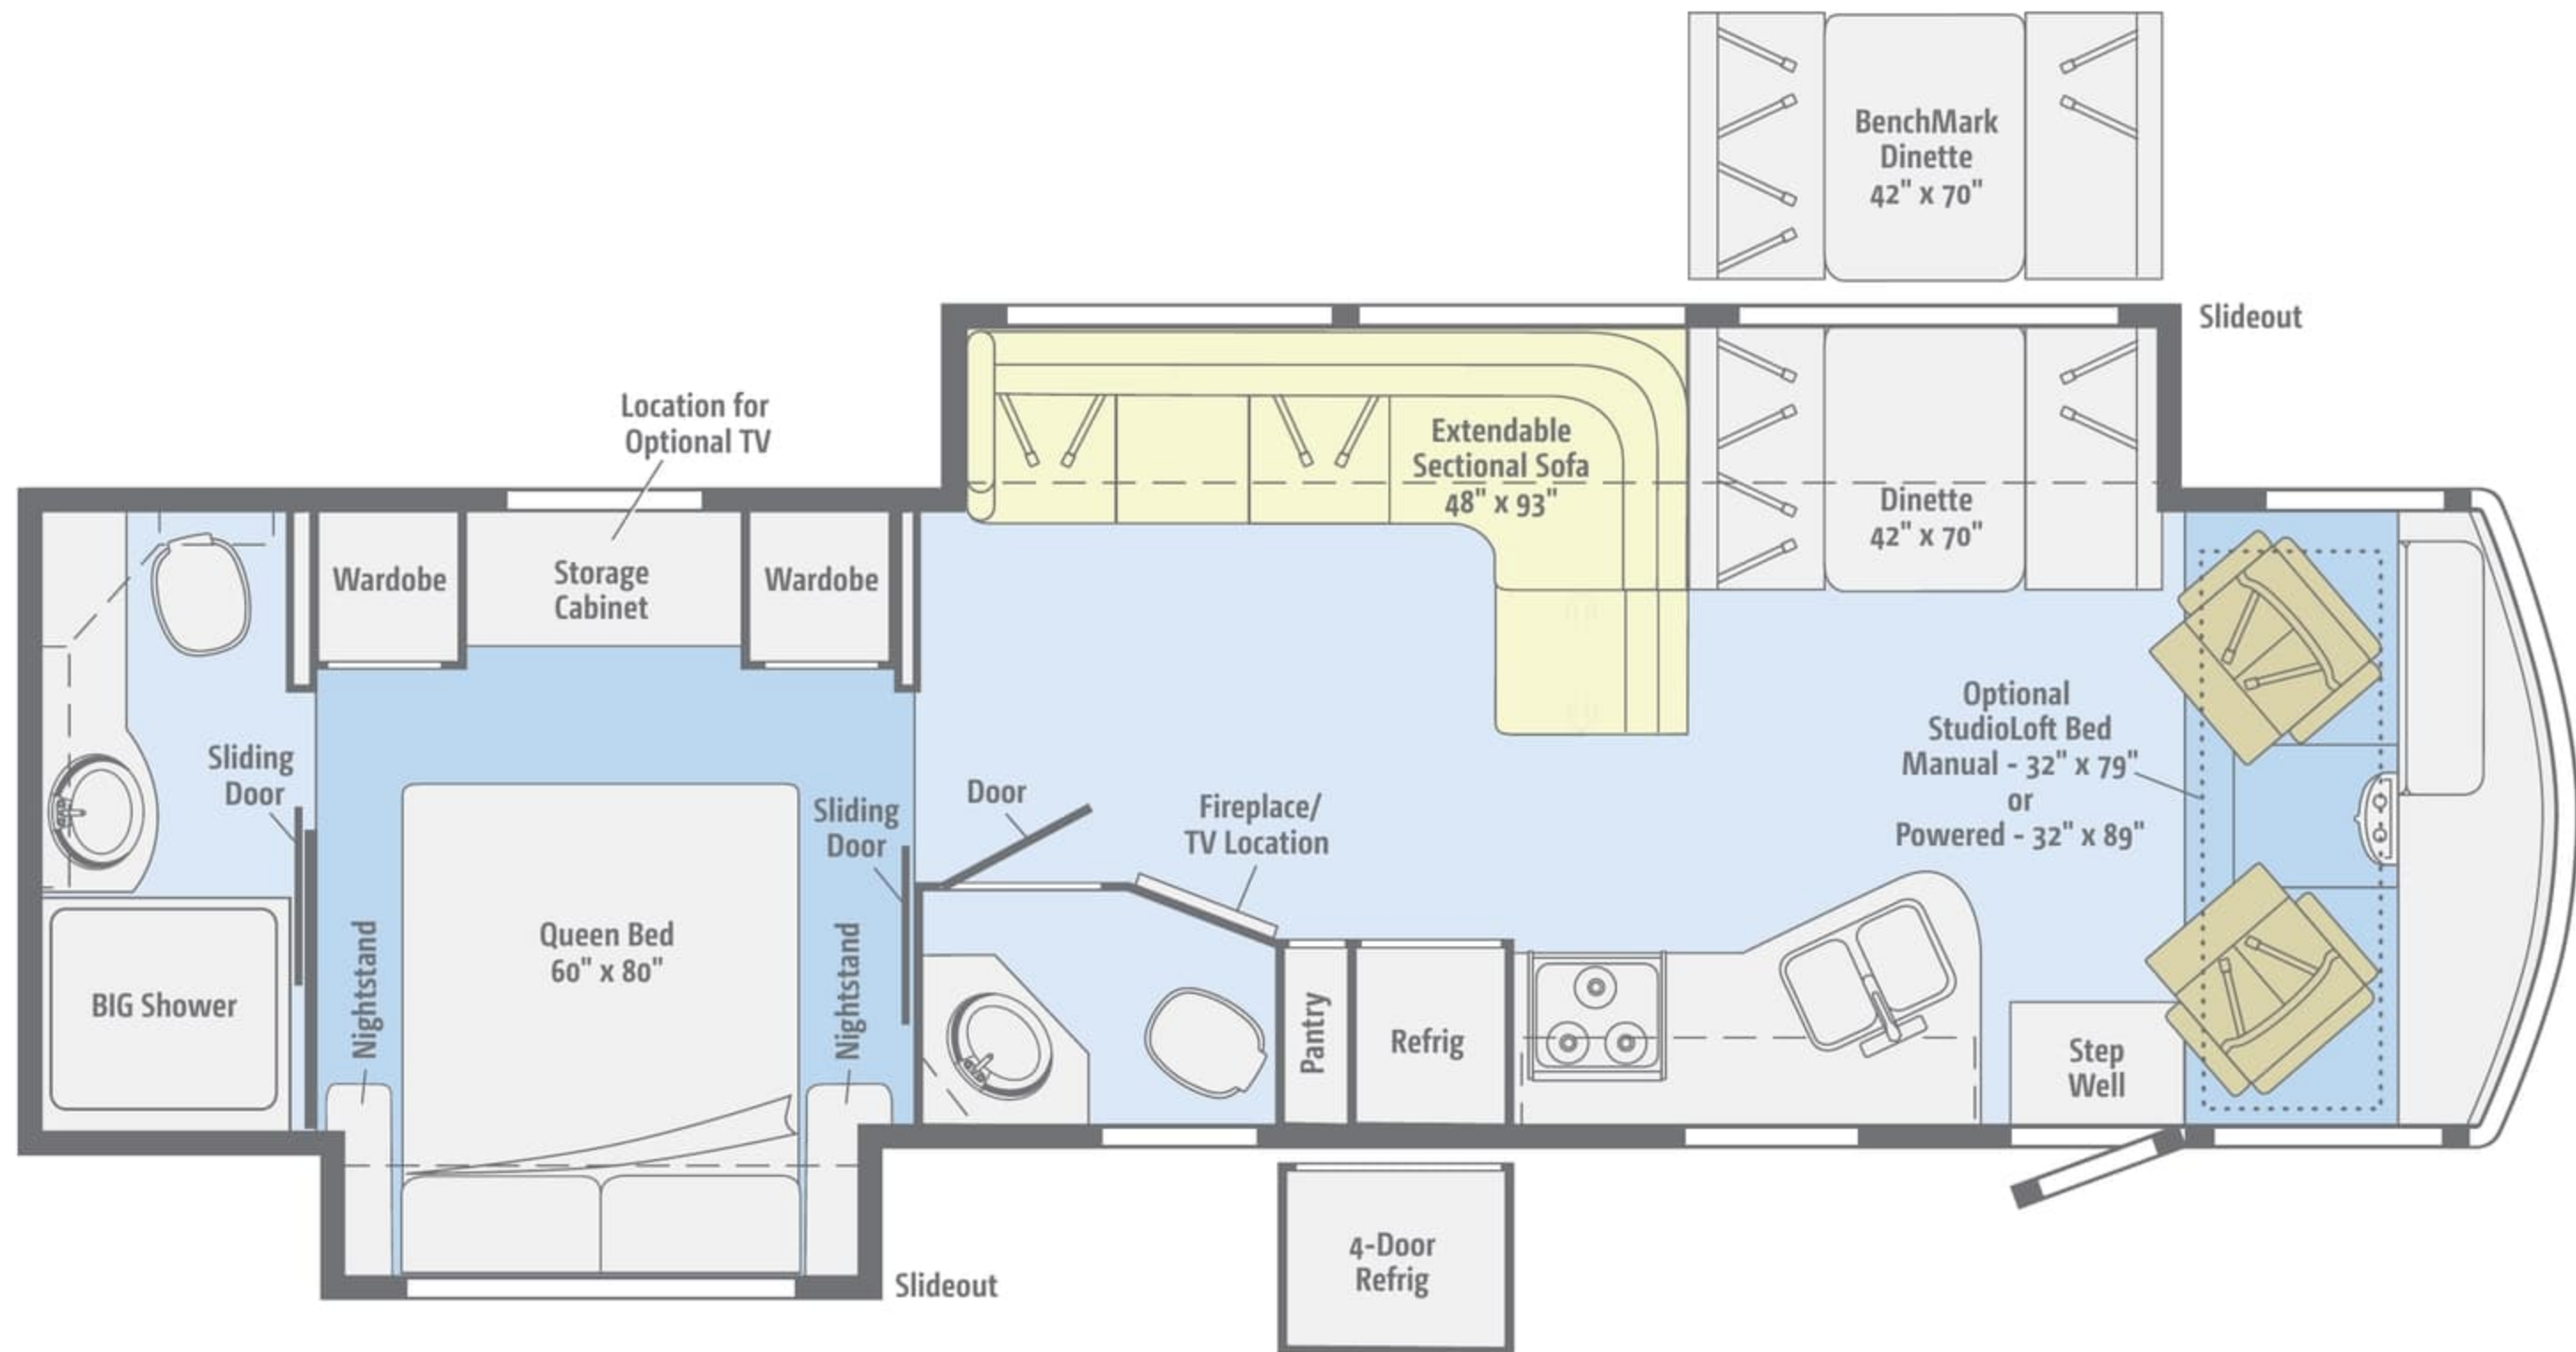 BenchMark
Dinette
42" x 70"
Slideout
Location for
Optional TV
Extendable
Sectional Sofa
48" x 93"
Dinette
42" x 70"
Wardobe
Storage
Cabinet
Wardobe
Optional
StudioLoft Bed
Manual - 32" x 79"
or
Powered - 32" x 89"
Sliding
Door
Sliding
Door
Door
Fireplace/
TV Location
Queen Bed
60" x 80"
BIG Shower
Nightstand
Nightstand
Pantry
Refrig
Step
Well
4-Door
Refrig
Slideout